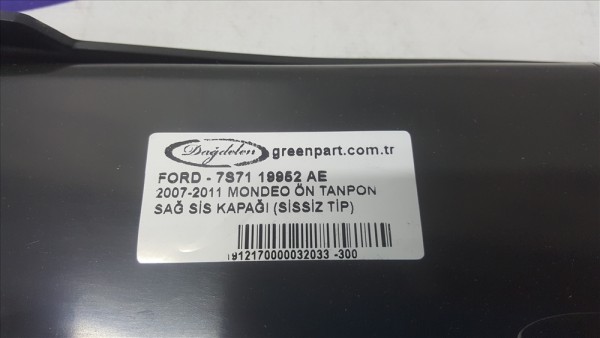 Dağdelen greenpart.com.tr
FORD - 7S71 19952 AE
2007-2011 MONDEO ÖN TANPON
SAĞ SİS KAPAĞI (SİSSİZ TİP)
1912170000032033 -300